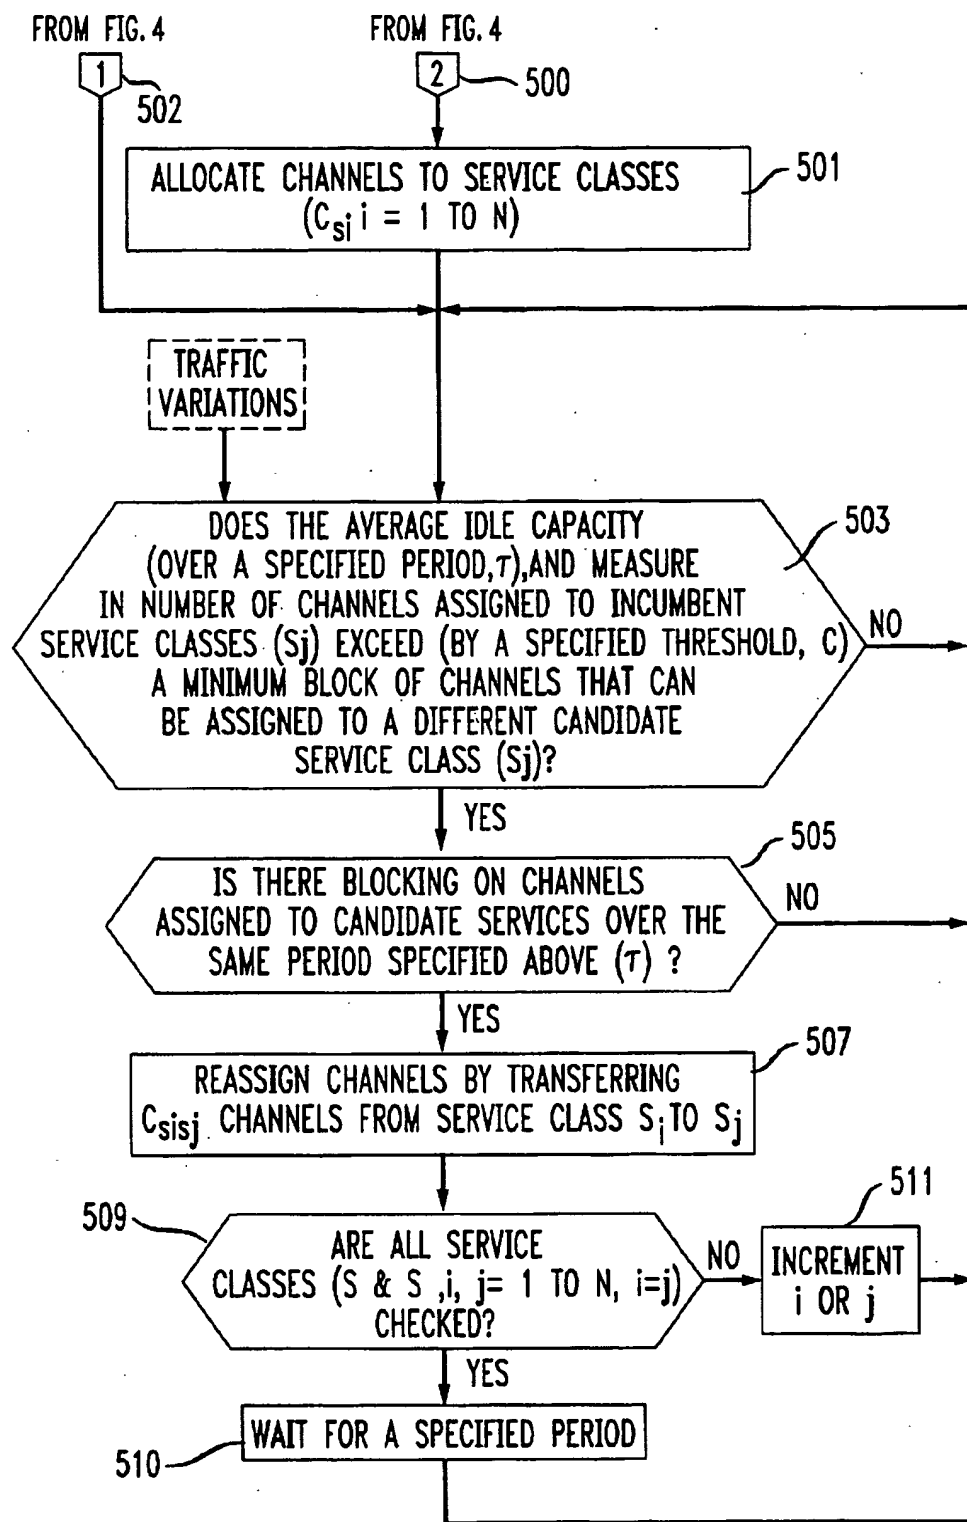 FROM FIG. 4
FROM FIG. 4
1
2
502
500
ALLOCATE CHANNELS TO SERVICE CLASSES
(Csi i = 1 TO N)
501
TRAFFIC
VARIATIONS
DOES THE AVERAGE IDLE CAPACITY
(OVER A SPECIFIED PERIOD,τ),AND MEASURE
IN NUMBER OF CHANNELS ASSIGNED TO INCUMBENT
SERVICE CLASSES (Sj) EXCEED (BY A SPECIFIED THRESHOLD, C)
A MINIMUM BLOCK OF CHANNELS THAT CAN
BE ASSIGNED TO A DIFFERENT CANDIDATE
SERVICE CLASS (Sj)?
503
NO
YES
IS THERE BLOCKING ON CHANNELS
ASSIGNED TO CANDIDATE SERVICES OVER THE
SAME PERIOD SPECIFIED ABOVE (τ) ?
505
NO
YES
REASSIGN CHANNELS BY TRANSFERRING
Csisj CHANNELS FROM SERVICE CLASS Si TO Sj
507
509
ARE ALL SERVICE
CLASSES (S & S ,i, j= 1 TO N, i=j)
CHECKED?
NO
511
INCREMENT
i OR j
YES
WAIT FOR A SPECIFIED PERIOD
510